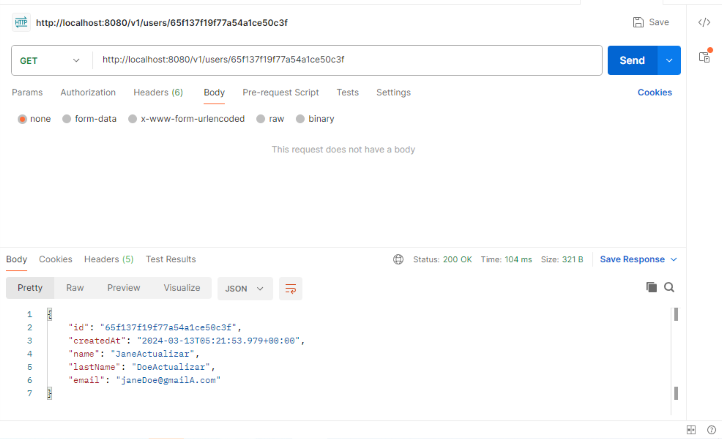 HTTP http://localhost:8080/v1/users/65f137f19f77a54a1ce50c3f Save
GET http://localhost:8080/v1/users/65f137f19f77a54a1ce50c3f Send
Params Authorization Headers (6) Body Pre-request Script Tests Settings Cookies
none form-data x-www-form-urlencoded raw binary
This request does not have a body
Body Cookies Headers (5) Test Results Status: 200 OK Time: 104 ms Size: 321 B Save Response
Pretty Raw Preview Visualize JSON
1 {
2 "id": "65f137f19f77a54a1ce50c3f",
3 "createdAt": "2024-03-13T05:21:53.979+00:00",
4 "name": "JaneActualizar",
5 "lastName": "DoeActualizar",
6 "email": "janeDoe@gmailA.com"
7 }